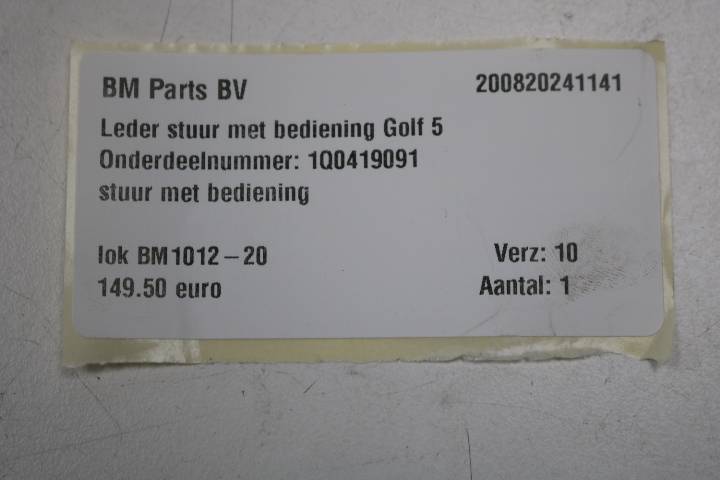 BM Parts BV 200820241141
Leder stuur met bediening Golf 5
Onderdeelnummer: 1Q0419091
stuur met bediening
lok BM1012-20 Verz: 10
149.50 euro Aantal: 1